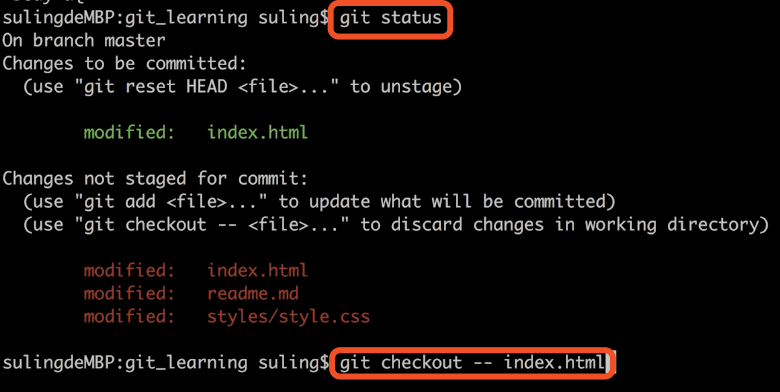 sulingdeMBP:git_learning suling$ git status
On branch master
Changes to be committed:
(use "git reset HEAD <file>..." to unstage)
modified: index.html
Changes not staged for commit:
(use "git add <file>..." to update what will be committed)
(use "git checkout -- <file>..." to discard changes in working directory)
modified: index.html
modified: readme.md
modified: styles/style.css
sulingdeMBP:git_learning suling$ git checkout -- index.html